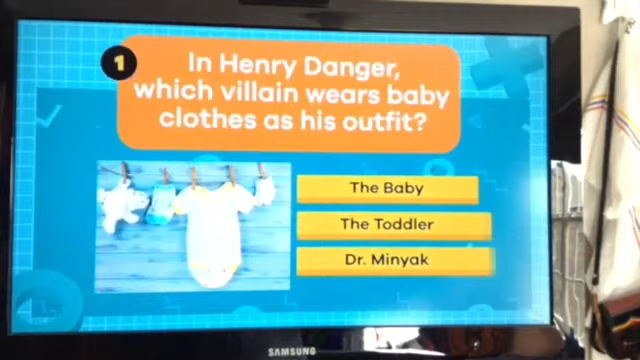 1
In Henry Danger,
which villain wears baby
clothes as his outfit?
The Baby
The Toddler
Dr. Minyak
SAMSUNG